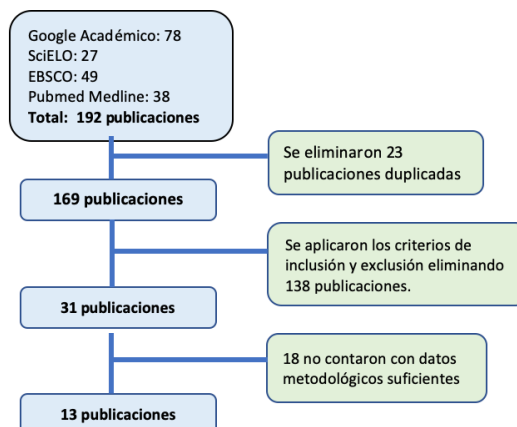 Google Académico: 78
SciELO: 27
EBSCO: 49
Pubmed Medline: 38
Total: 192 publicaciones
Se eliminaron 23
publicaciones duplicadas
169 publicaciones
Se aplicaron los criterios de
inclusión y exclusión eliminando
138 publicaciones.
31 publicaciones
18 no contaron con datos
metodológicos suficientes
13 publicaciones